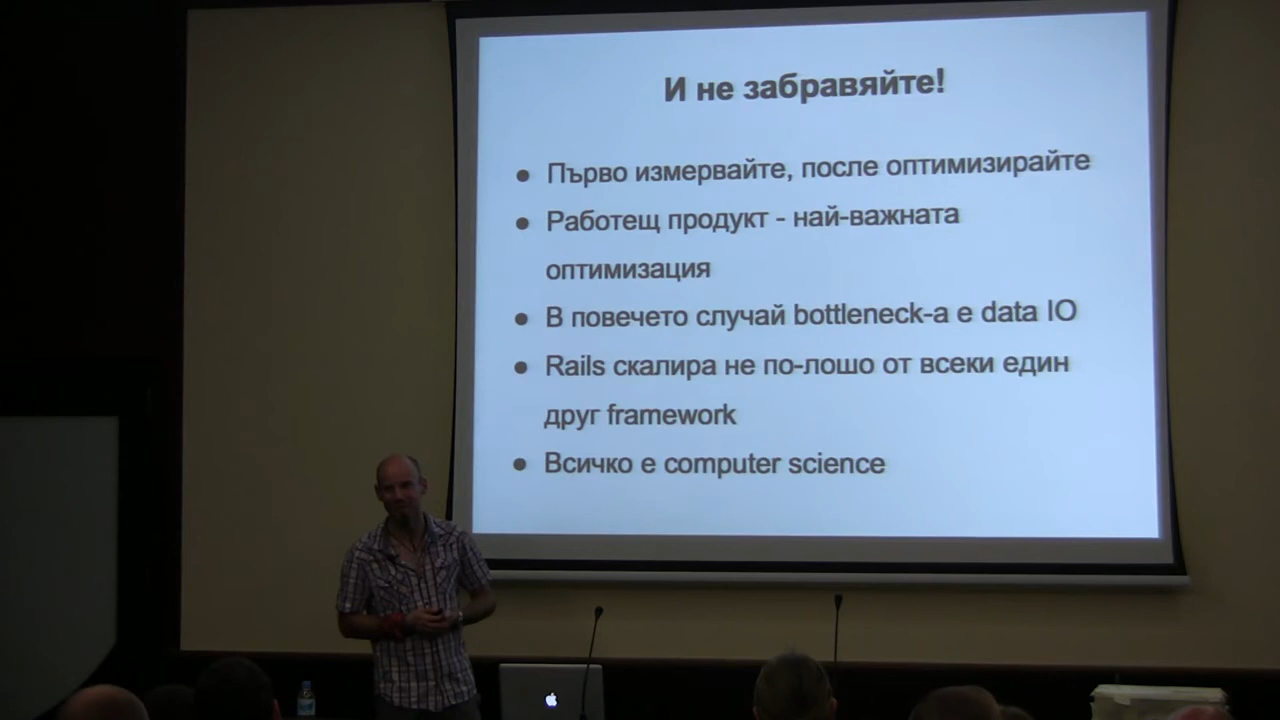 И не забравяйте!
● Първо измервайте, после оптимизирайте
● Работещ продукт - най-важната
оптимизация
● В повечето случай bottleneck-а е data IO
● Rails скалира не по-лошо от всеки един
друг framework
● Всичко е computer science